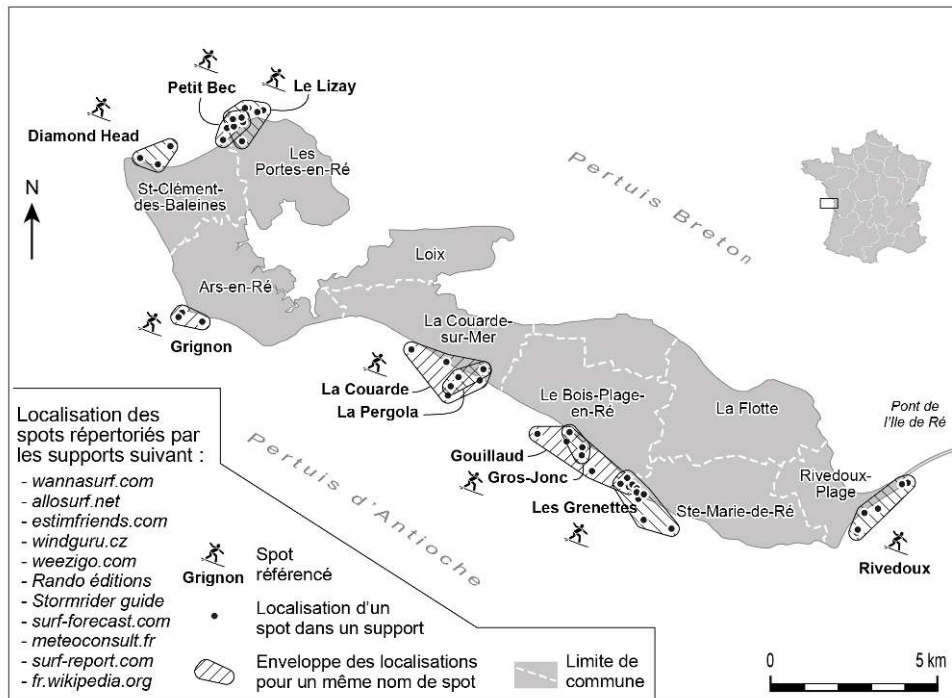 Petit Bec
Le Lizay
Diamond Head
Les
Portes-en-Ré
St-Clément-
des-Baleines
N
Pertuis Breton
Loix
Ars-en-Ré
La Couarde-
sur-Mer
Grignon
La Couarde
La Pergola
Le Bois-Plage-
en-Ré
La Flotte
Pont de
l'Ile de Ré
Gouillaud
Gros-Jonc
Rivedoux-
Plage
Les Grenettes
Ste-Marie-de-Ré
Rivedoux
Pertuis d'Antioche
Localisation des
spots répertoriés par
les supports suivant :
- wannasurf.com
- allosurf.net
- estimfriends.com
- windguru.cz
- weezigo.com
- Rando éditions
- Stormrider guide
- surf-forecast.com
- meteoconsult.fr
- surf-report.com
- fr.wikipedia.org
Grignon
Spot
référencé
Localisation d'un
spot dans un support
Enveloppe des localisations
pour un même nom de spot
Limite de
commune
0 5 km